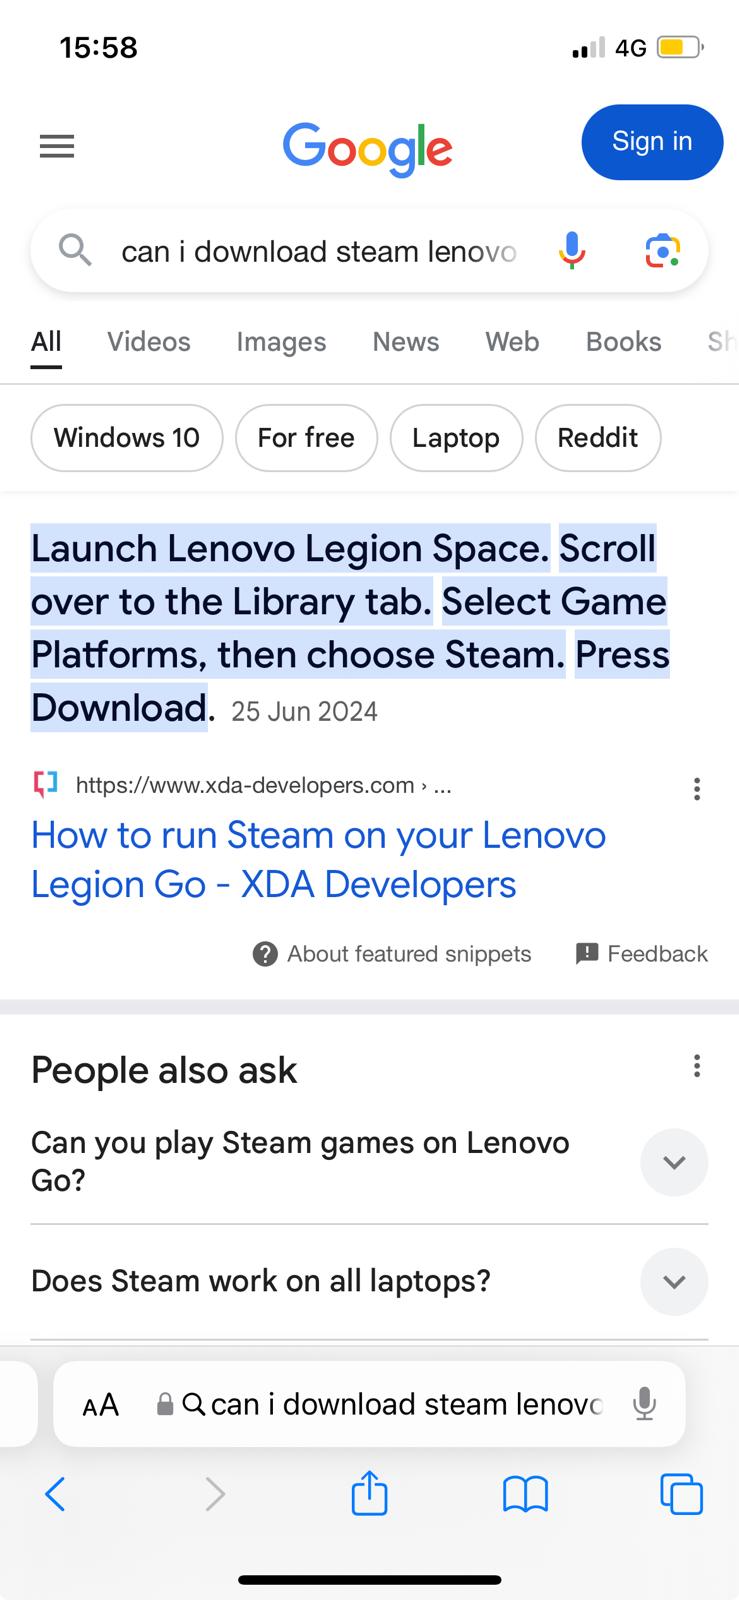 15:58
4G
Google
Sign in
can i download steam lenovo
All Videos Images News Web Books Sh
Windows 10 For free Laptop Reddit
Launch Lenovo Legion Space. Scroll
over to the Library tab. Select Game
Platforms, then choose Steam. Press
Download. 25 Jun 2024
https://www.xda-developers.com › ...
How to run Steam on your Lenovo
Legion Go - XDA Developers
About featured snippets Feedback
People also ask
Can you play Steam games on Lenovo
Go?
Does Steam work on all laptops?
AA can i download steam lenovo